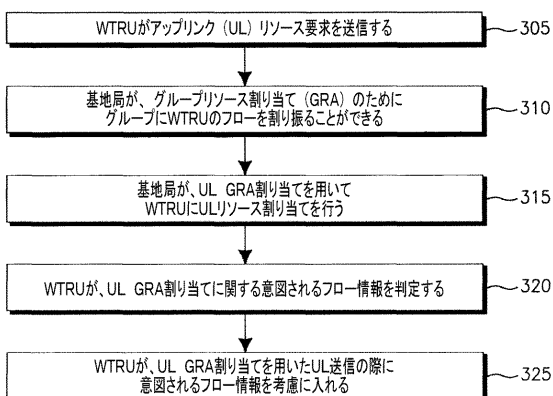 WTRUがアップリンク(UL)リソース要求を送信する
305
基地局が、グループリソース割り当て(GRA)のために
グループにWTRUのフローを割り振ることができる
310
基地局が、UL GRA割り当てを用いて
WTRUにULリソース割り当てを行う
315
WTRUが、UL GRA割り当てに関する意図されるフロー情報を判定する
320
WTRUが、UL GRA割り当てを用いたUL送信の際に
意図されるフロー情報を考慮に入れる
325